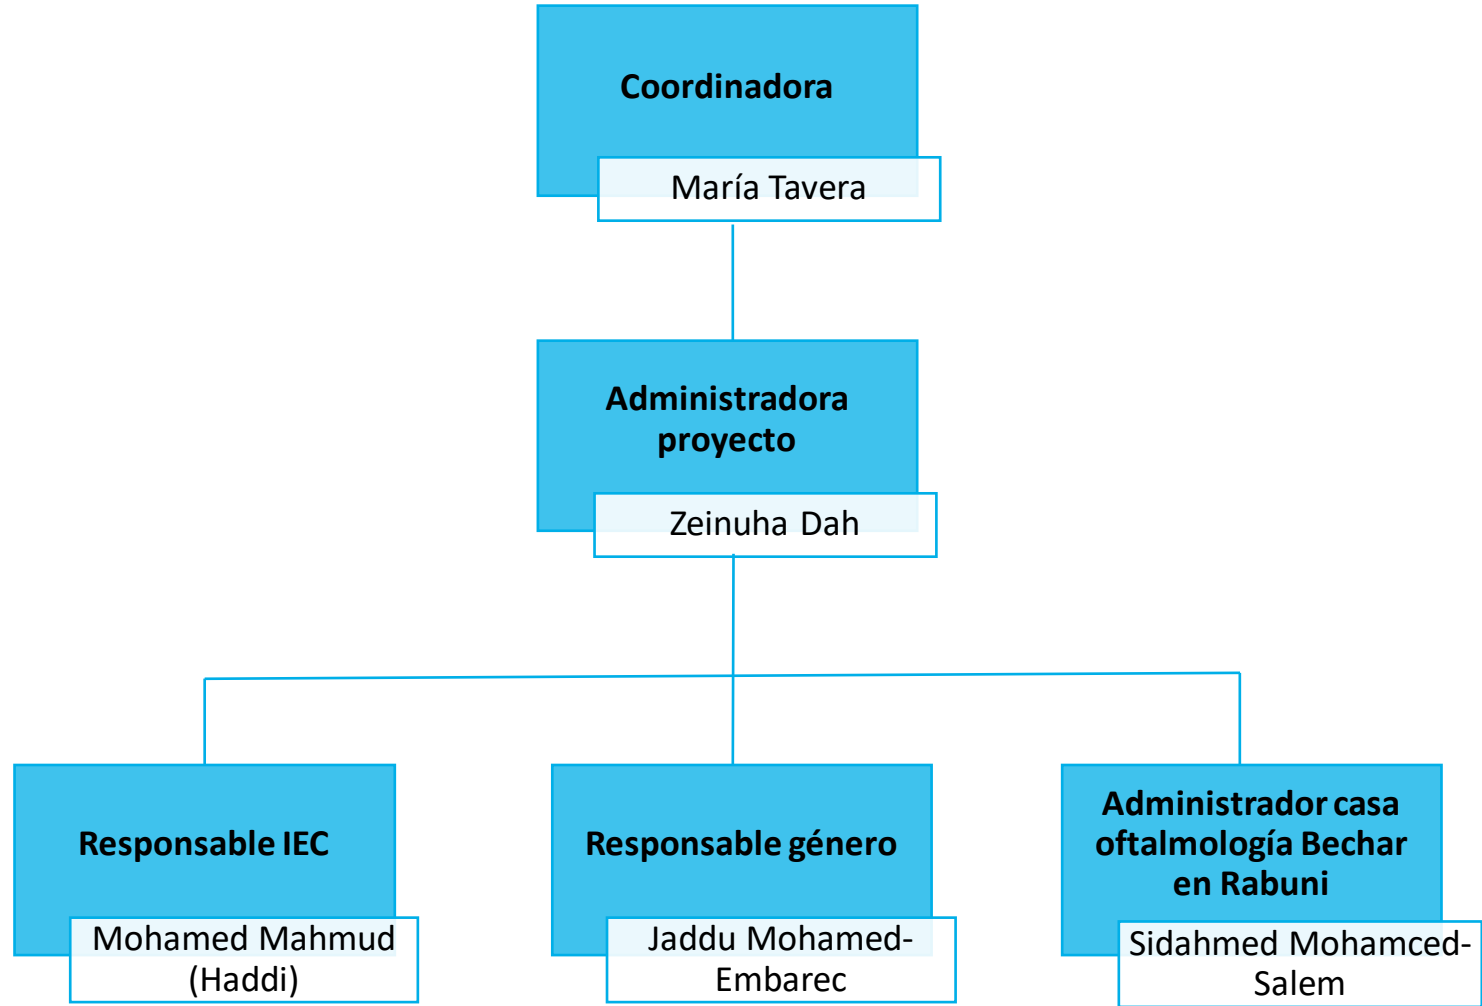 Coordinadora
María Tavera
Administradora
proyecto
Zeinuha Dah
Responsable IEC
Mohamed Mahmud
(Haddi)
Responsable género
Jaddu Mohamed-
Embarec
Administrador casa
oftalmología Bechar
en Rabuni
Sidahmed Mohamced-
Salem